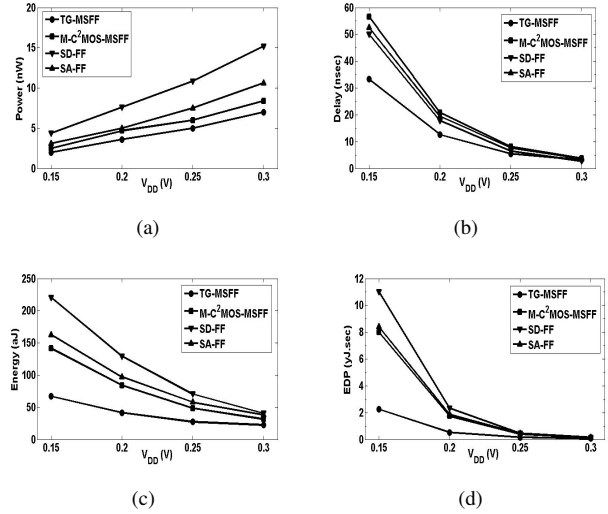 TG-MSFF
M-C²MOS-MSFF
SD-FF
SA-FF
20
15
10
5
0
Power (nW)
0.15 0.2 0.25 0.3
V_DD (V)
(a)
TG-MSFF
M-C²MOS-MSFF
SD-FF
SA-FF
60
50
40
30
20
10
0
Delay (nsec)
0.15 0.2 0.25 0.3
V_DD (V)
(b)
TG-MSFF
M-C²MOS-MSFF
SD-FF
SA-FF
250
200
150
100
50
0
Energy (aJ)
0.15 0.2 0.25 0.3
V_DD (V)
(c)
TG-MSFF
M-C²MOS-MSFF
SD-FF
SA-FF
12
10
8
6
4
2
0
EDP (yJ.sec)
0.15 0.2 0.25 0.3
V_DD (V)
(d)